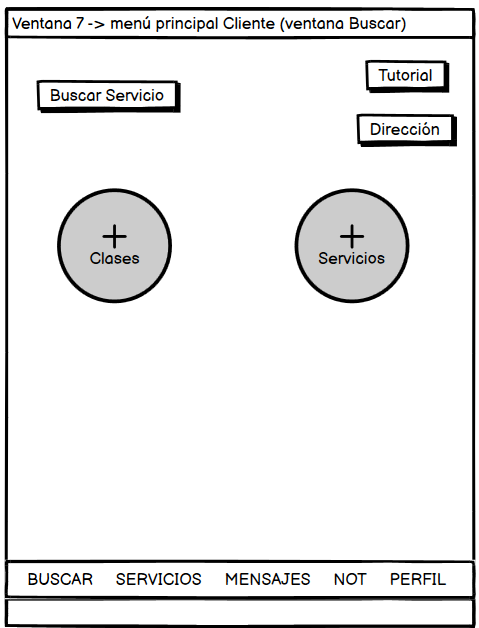 Ventana 7 -> menú principal Cliente (ventana Buscar)
Tutorial
Buscar Servicio
Dirección
+ +
Clases Servicios
BUSCAR SERVICIOS MENSAJES NOT PERFIL